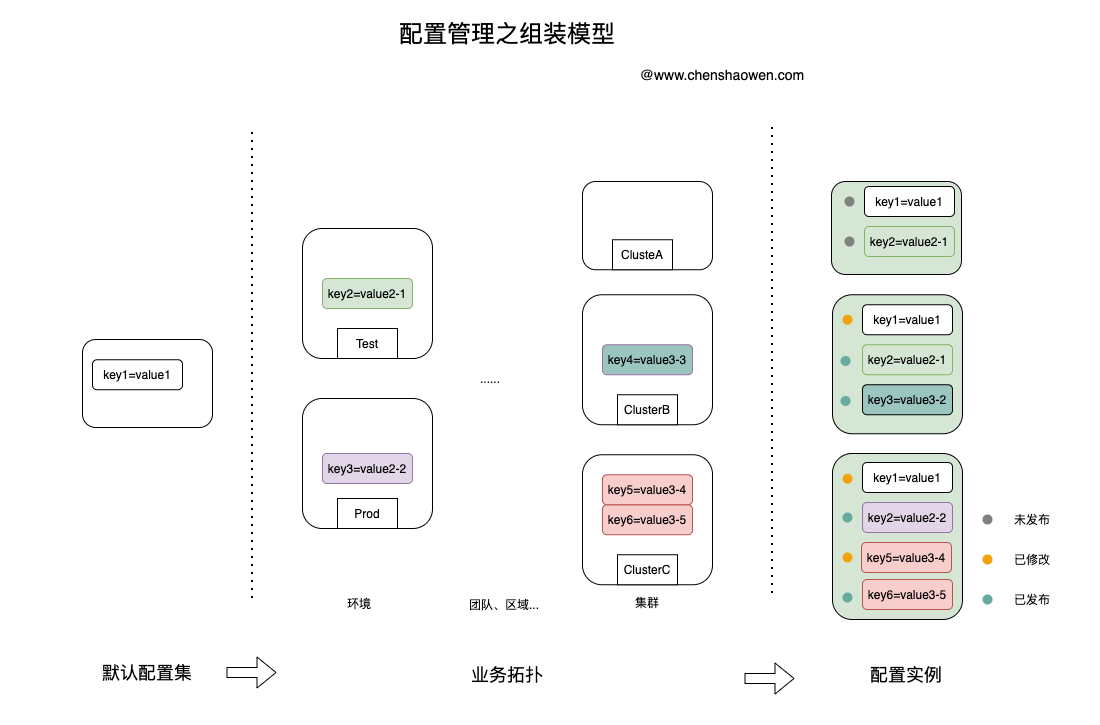 配置管理之组装模型
@www.chenshaowen.com
key1=value1
key2=value2-1
Test
key3=value2-2
Prod
......
ClusteA
key4=value3-3
ClusterB
key5=value3-4
key6=value3-5
ClusterC
环境
团队、区域...
集群
key1=value1
key2=value2-1
key1=value1
key2=value2-1
key3=value3-2
key1=value1
key2=value2-2
key5=value3-4
key6=value3-5
未发布
已修改
已发布
默认配置集
业务拓扑
配置实例